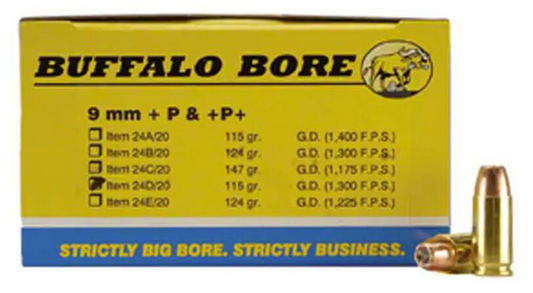 BUFFALO BORE
9 mm + P & +P+
Item 24A/20 115 gr. G.D. (1,400 F.P.S.)
Item 24B/20 124 gr. G.D. (1,300 F.P.S.)
Item 24C/20 147 gr. G.D. (1,175 F.P.S.)
Item 24D/20 115 gr. G.D. (1,300 F.P.S.)
Item 24E/20 124 gr. G.D. (1,225 F.P.S.)
STRICTLY BIG BORE. STRICTLY BUSINESS.